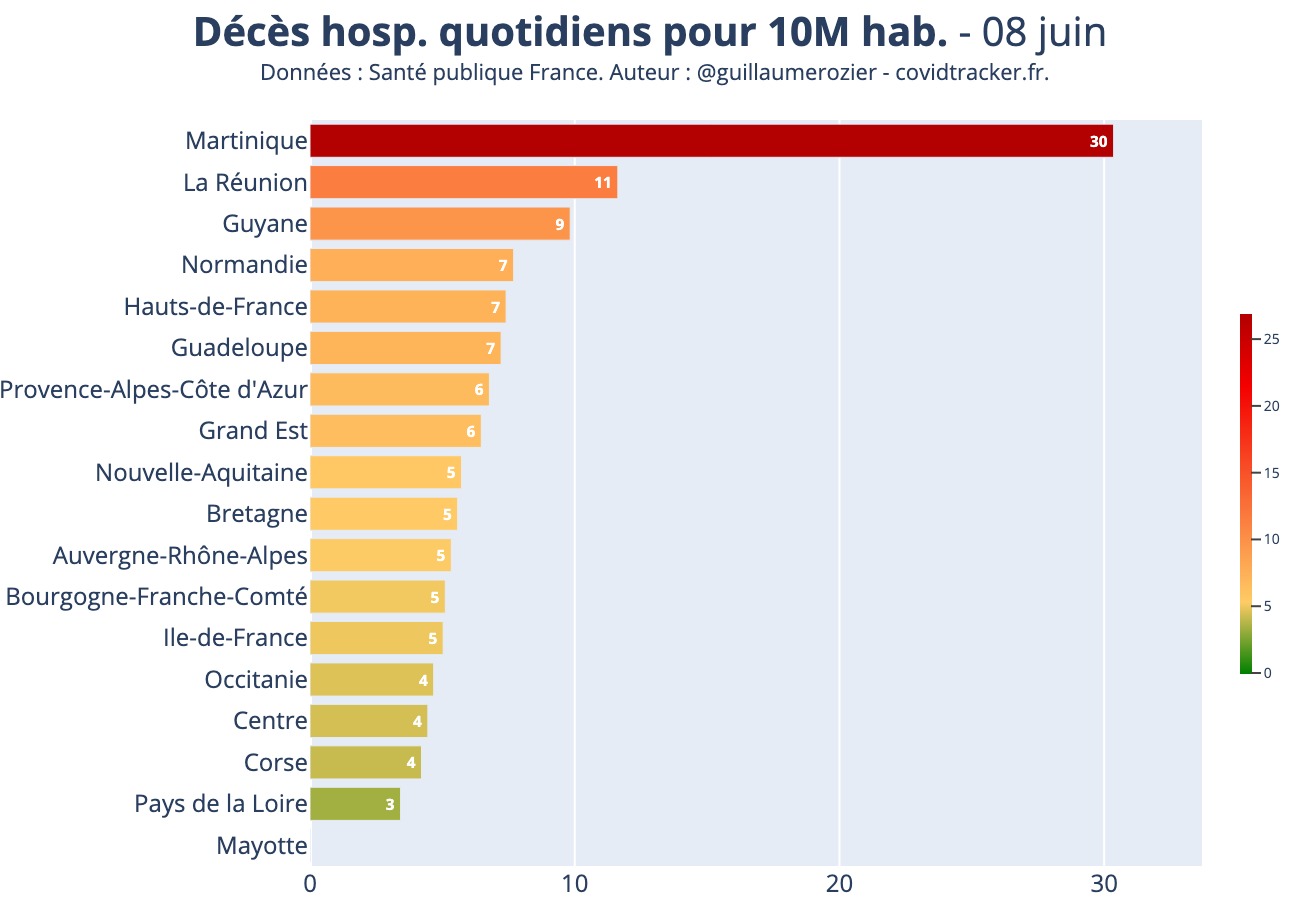 Décès hosp. quotidiens pour 10M hab. - 08 juin
Données : Santé publique France. Auteur : @guillaumerozier - covidtracker.fr.
Martinique 30
La Réunion 11
Guyane 9
Normandie 7
Hauts-de-France 7
Guadeloupe 7
Provence-Alpes-Côte d'Azur 6
Grand Est 6
Nouvelle-Aquitaine 5
Bretagne 5
Auvergne-Rhône-Alpes 5
Bourgogne-Franche-Comté 5
Ile-de-France 5
Occitanie 4
Centre 4
Corse 4
Pays de la Loire 3
Mayotte
0 10 20 30
25
20
15
10
5
0